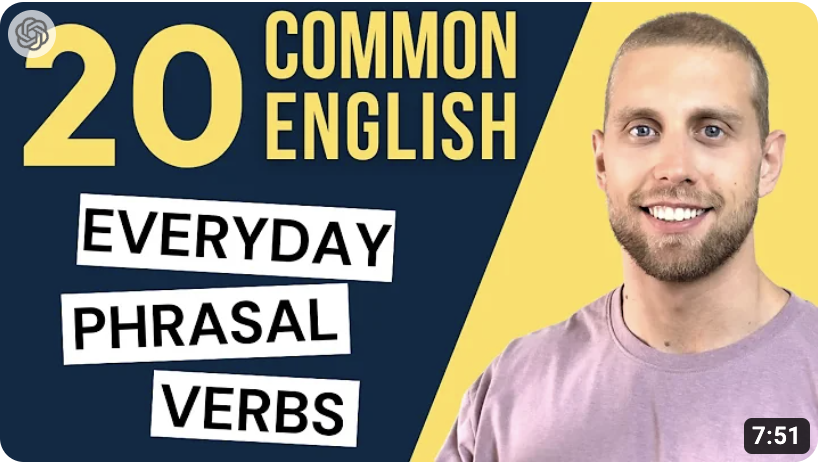 20
COMMON
ENGLISH
EVERYDAY
PHRASAL
VERBS
7:51